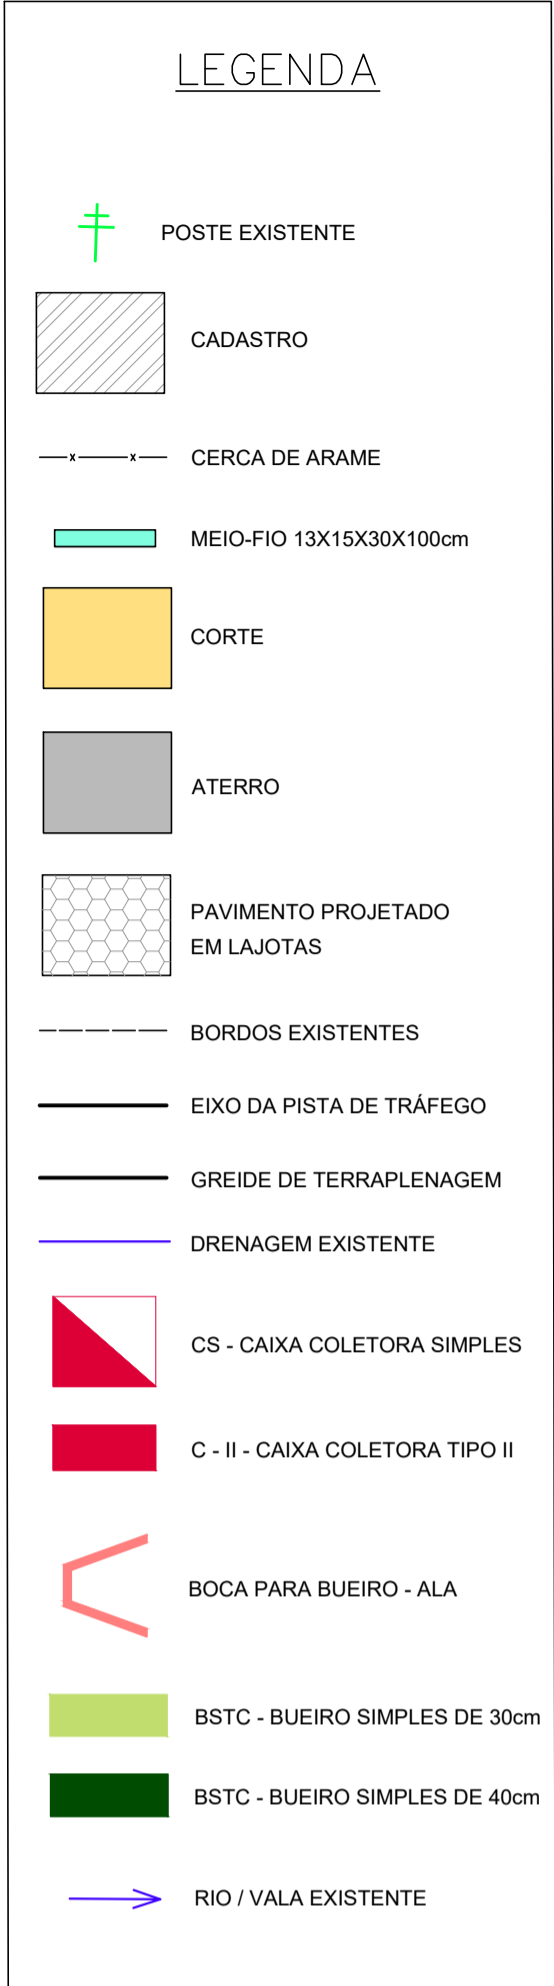 LEGENDA
POSTE EXISTENTE
CADASTRO
CERCA DE ARAME
MEIO-FIO 13X15X30X100cm
CORTE
ATERRO
PAVIMENTO PROJETADO
EM LAJOTAS
BORDOS EXISTENTES
EIXO DA PISTA DE TRÁFEGO
GREIDE DE TERRAPLENAGEM
DRENAGEM EXISTENTE
CS - CAIXA COLETORA SIMPLES
C - II - CAIXA COLETORA TIPO II
BOCA PARA BUEIRO - ALA
BSTC - BUEIRO SIMPLES DE 30cm
BSTC - BUEIRO SIMPLES DE 40cm
RIO / VALA EXISTENTE